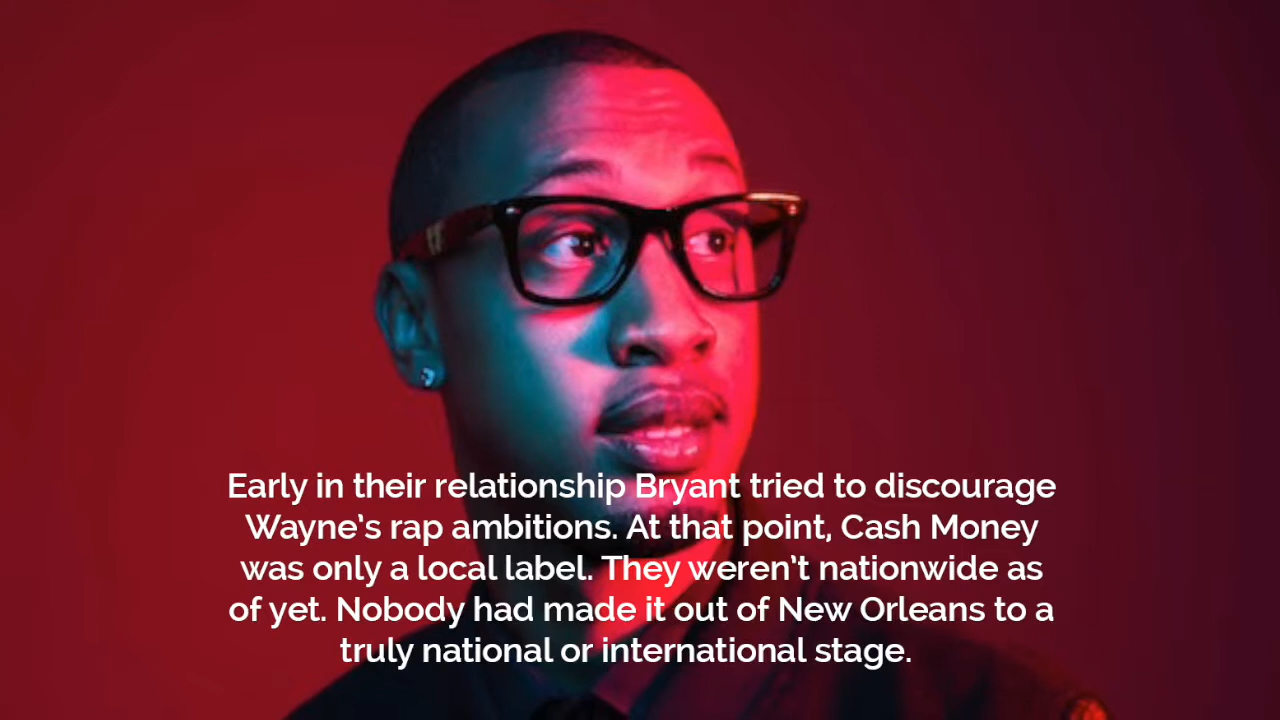 Early in their relationship Bryant tried to discourage
Wayne’s rap ambitions. At that point, Cash Money
was only a local label. They weren’t nationwide as
of yet. Nobody had made it out of New Orleans to a
truly national or international stage.